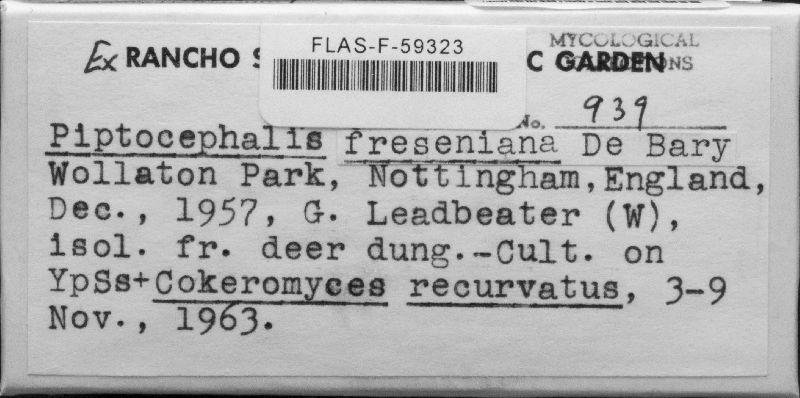 FLAS-F-59323
MYCOLOGICAL
Ex RANCHO S C GARDEN
No. 939
Piptocephalis freseniana De Bary
Wollaton Park, Nottingham, England,
Dec., 1957, G. Leadbeater (W),
isol. fr. deer dung.-Cult. on
YpSs+Cokeromyces recurvatus, 3-9
Nov., 1963.